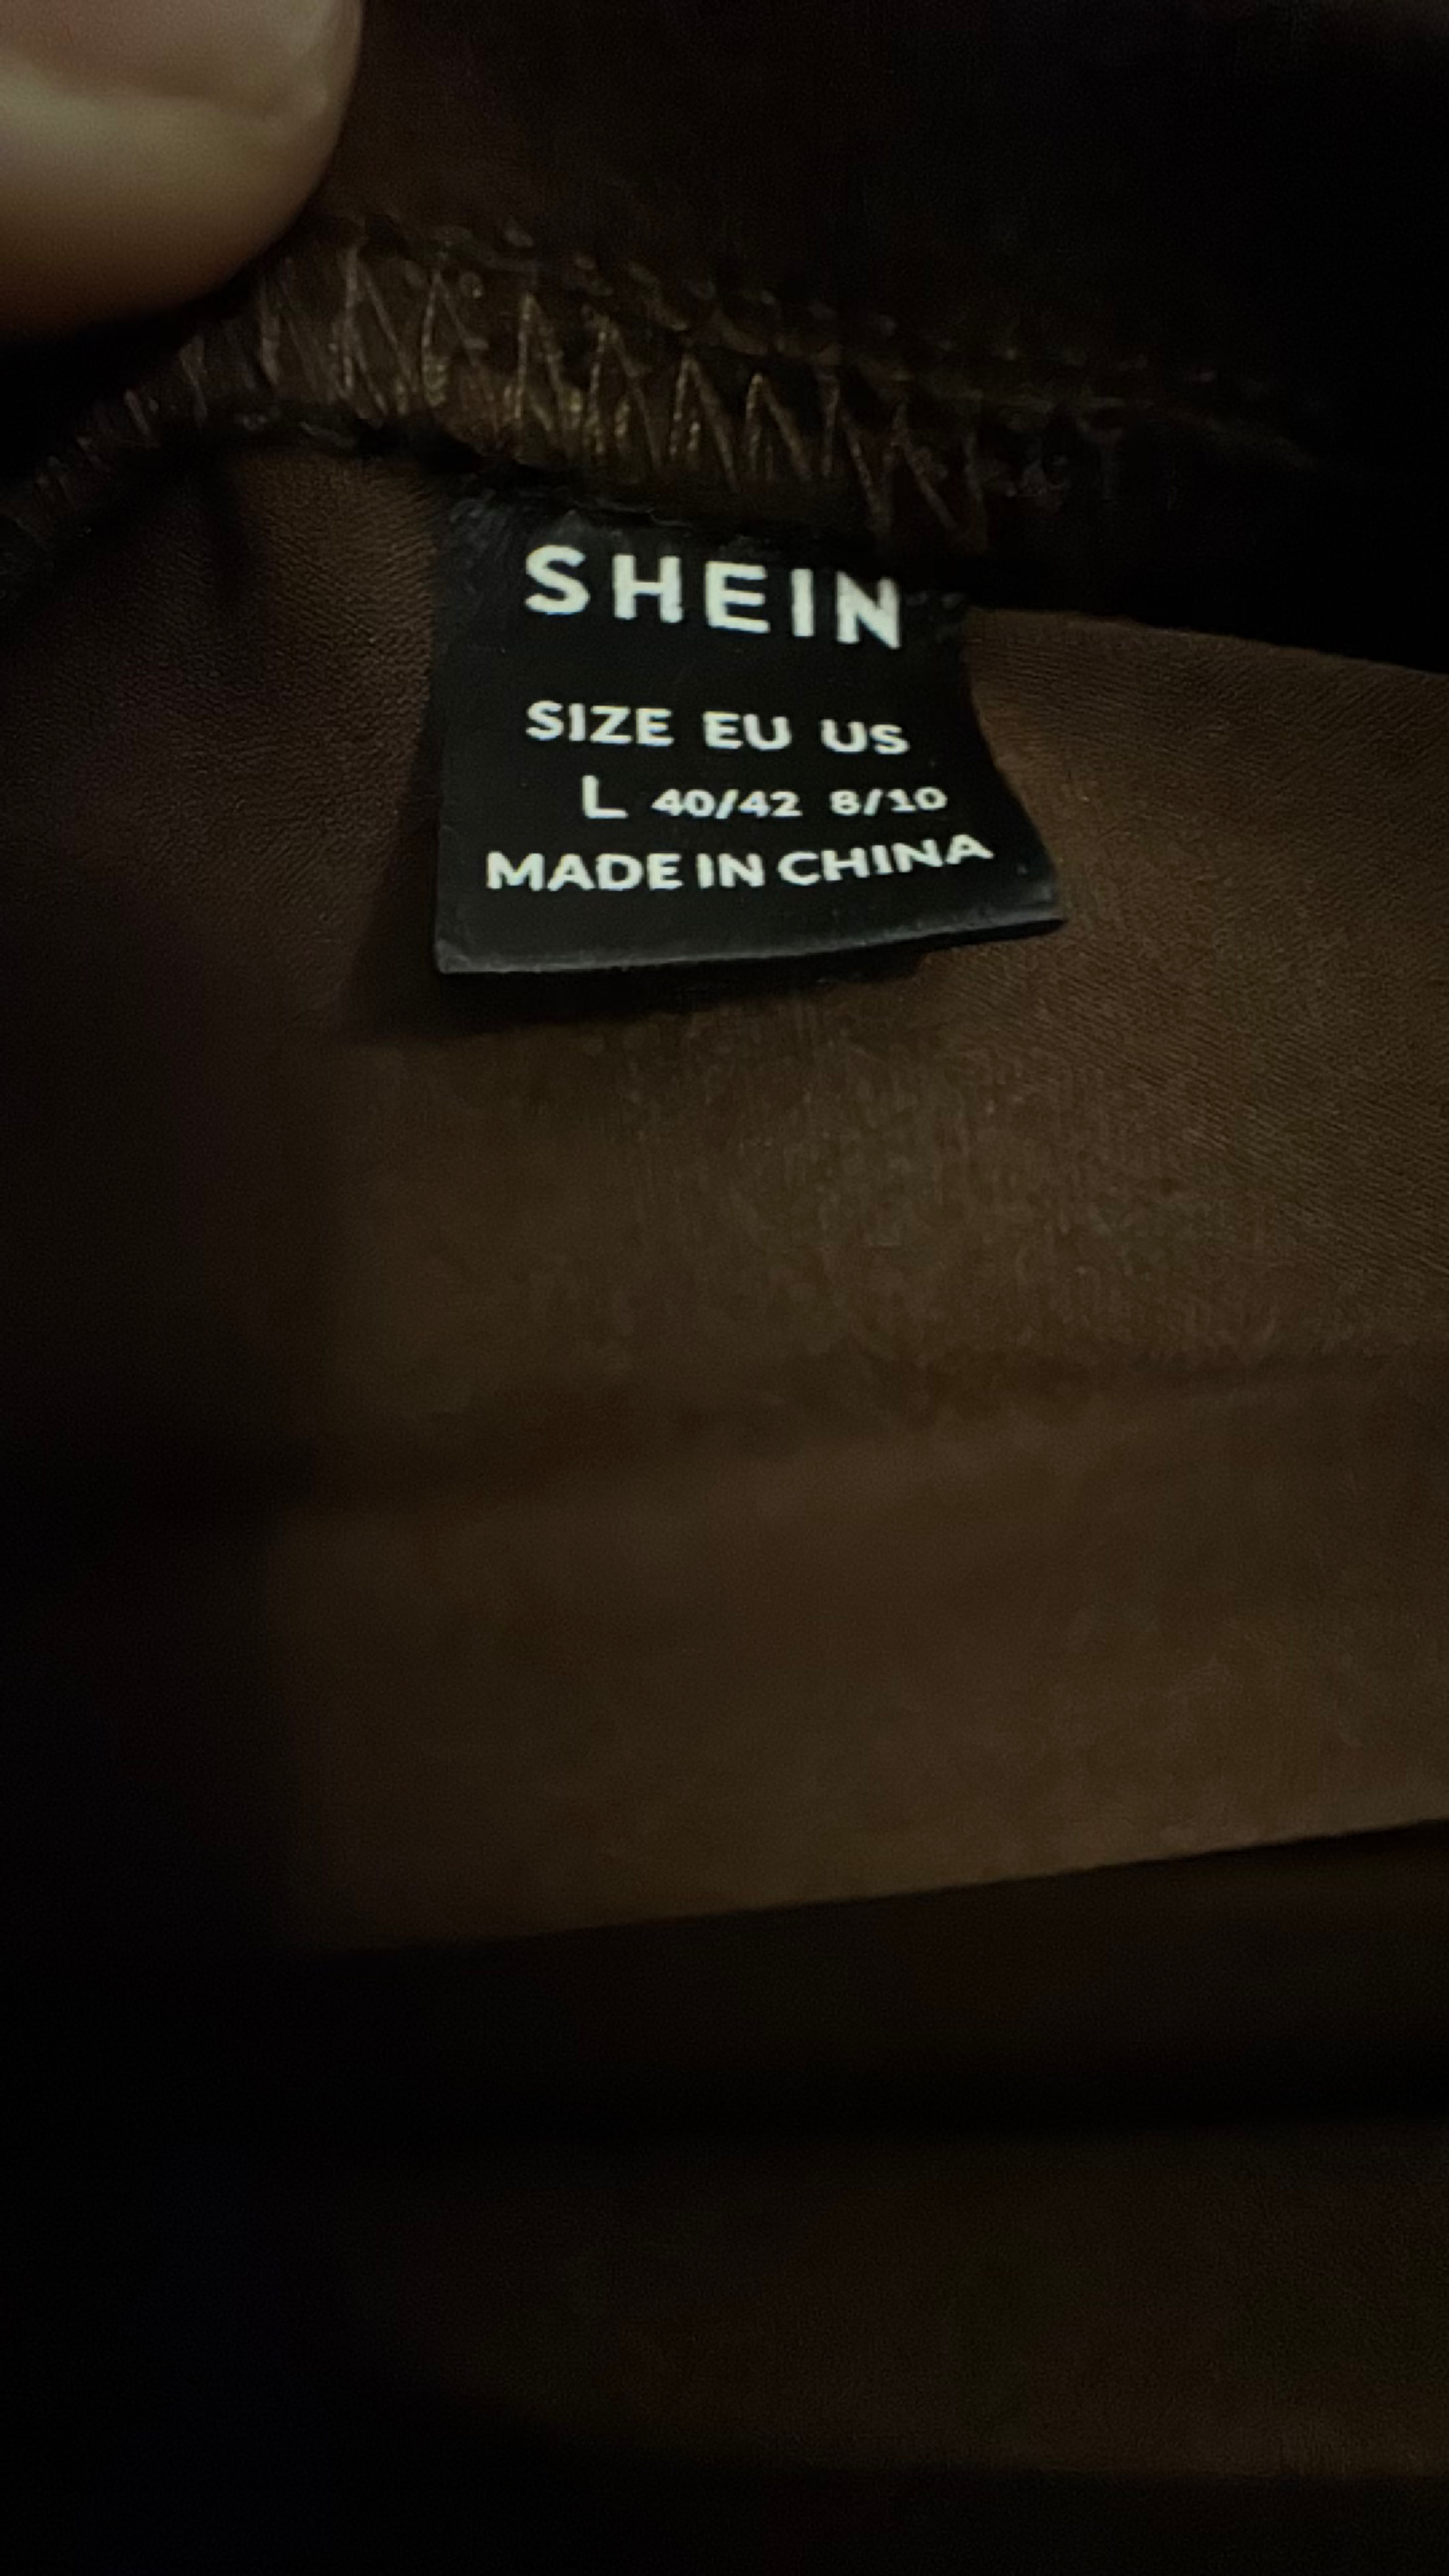 SHEIN
SIZE EU US
L 40/42 8/10
MADE IN CHINA